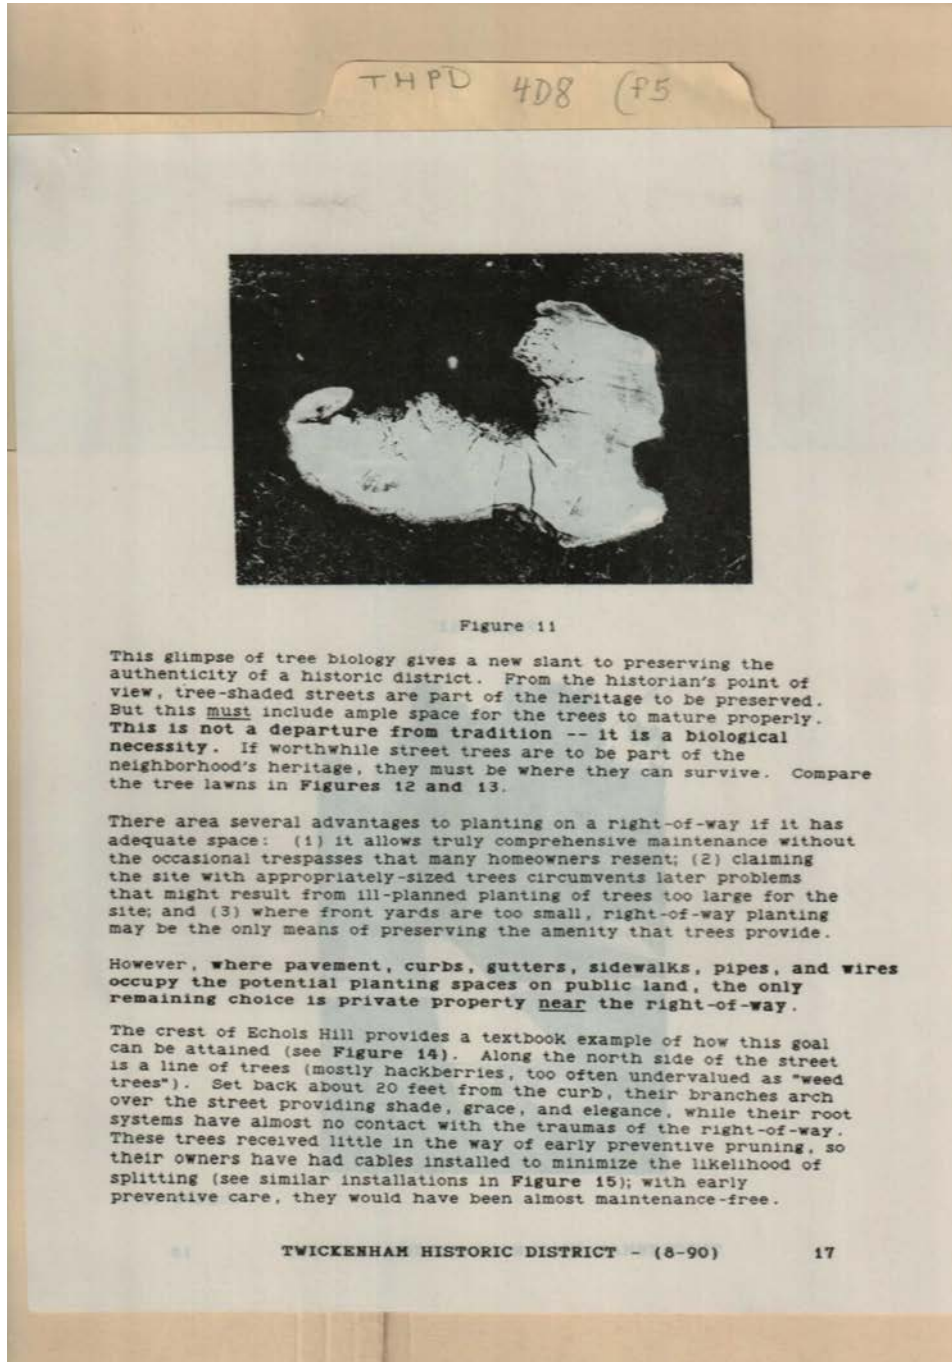 THPD 4D8 (f5
Figure 11
This glimpse of tree biology gives a new slant to preserving the
authenticity of a historic district. From the historian's point of
view, tree-shaded streets are part of the heritage to be preserved.
But this must include ample space for the trees to mature properly.
This is not a departure from tradition -- it is a biological
necessity. If worthwhile street trees are to be part of the
neighborhood's heritage, they must be where they can survive. Compare
the tree lawns in Figures 12 and 13.
There area several advantages to planting on a right-of-way if it has
adequate space: (1) it allows truly comprehensive maintenance without
the occasional trespasses that many homeowners resent; (2) claiming
the site with appropriately-sized trees circumvents later problems
that might result from ill-planned planting of trees too large for the
site; and (3) where front yards are too small, right-of-way planting
may be the only means of preserving the amenity that trees provide.
However, where pavement, curbs, gutters, sidewalks, pipes, and wires
occupy the potential planting spaces on public land, the only
remaining choice is private property near the right-of-way.
The crest of Echols Hill provides a textbook example of how this goal
can be attained (see Figure 14). Along the north side of the street
is a line of trees (mostly hackberries, too often undervalued as "weed
trees"). Set back about 20 feet from the curb, their branches arch
over the street providing shade, grace, and elegance, while their root
systems have almost no contact with the traumas of the right-of-way.
These trees received little in the way of early preventive pruning, so
their owners have had cables installed to minimize the likelihood of
splitting (see similar installations in Figure 15); with early
preventive care, they would have been almost maintenance-free.
TWICKENHAM HISTORIC DISTRICT - (8-90) 17